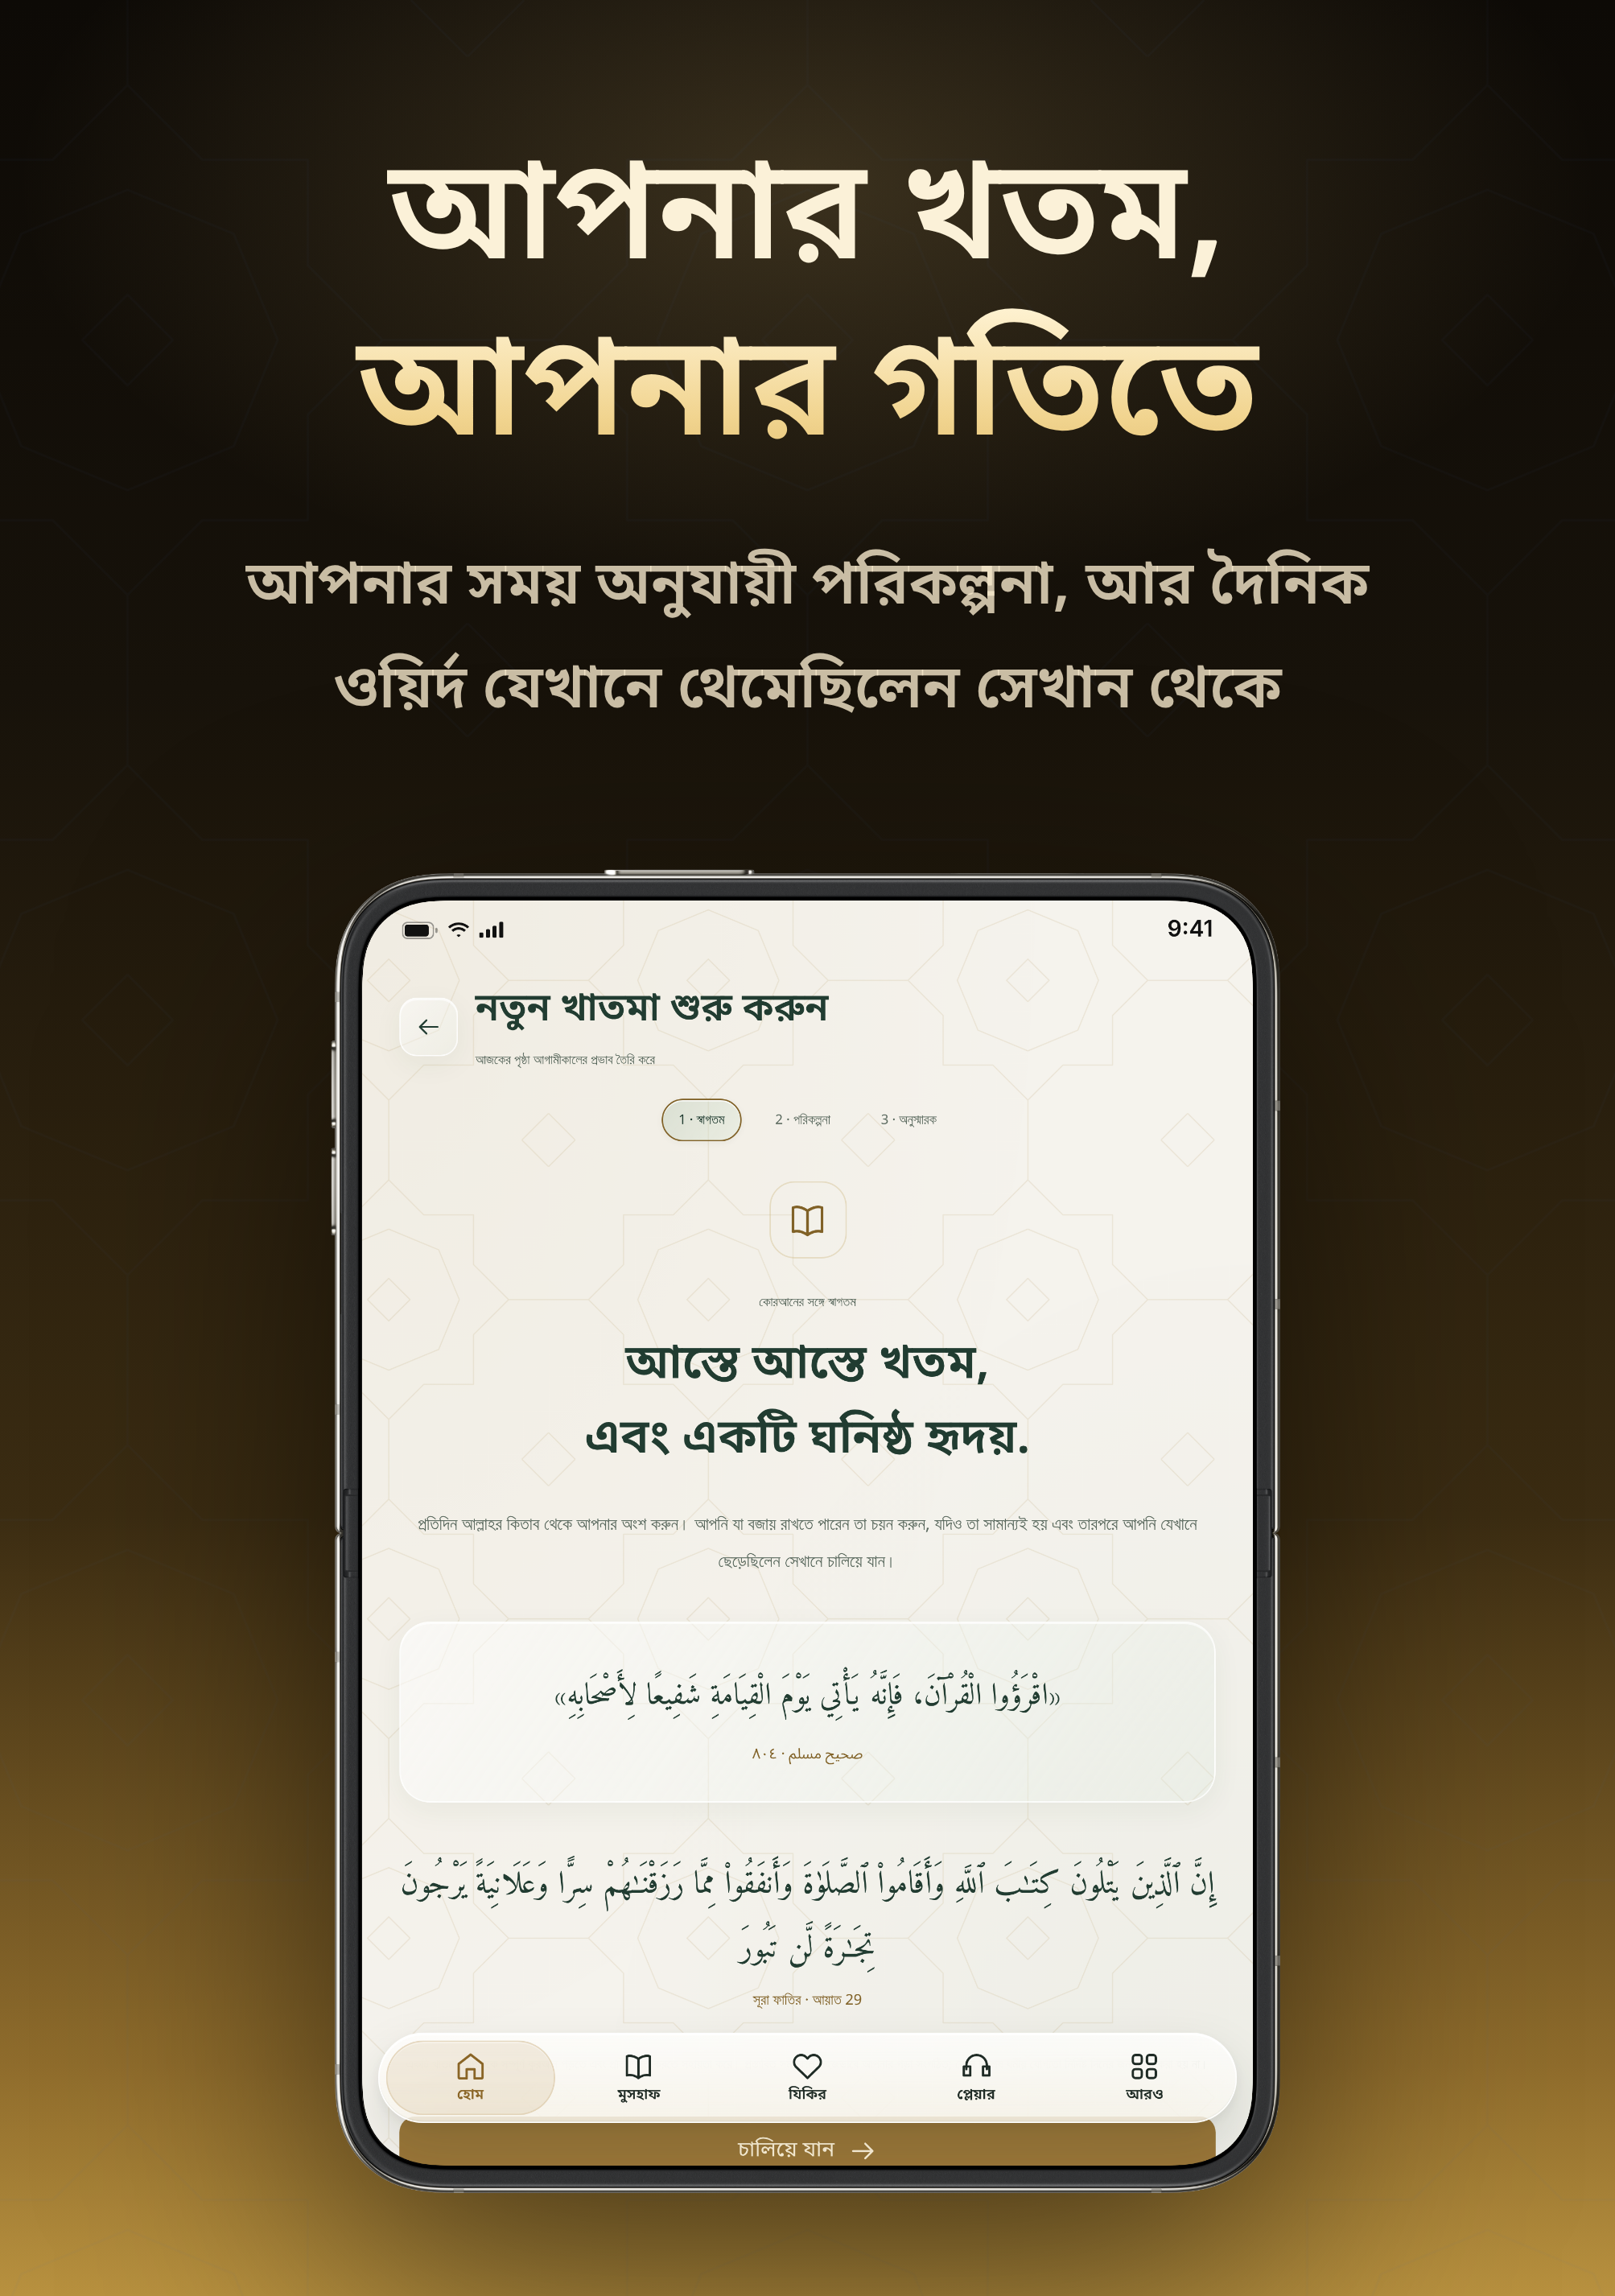 আপনার খতম,
আপনার গতিতে
আপনার সময় অনুযায়ী পরিকল্পনা, আর দৈনিক
ওয়ির্দ যেখানে থেমেছিলেন সেখান থেকে
9:41
নতুন খাতমা শুরু করুন
আজকের পৃষ্ঠা আগামীকালের প্রভাব তৈরি করে
1 · স্বাগতম
2 · পরিকল্পনা
3 · অনুস্মারক
কোরআনের সঙ্গে স্বাগতম
আস্তে আস্তে খতম,
এবং একটি ঘনিষ্ঠ হৃদয়.
প্রতিদিন আল্লাহর কিতাব থেকে আপনার অংশ করুন। আপনি যা বজায় রাখতে পারেন তা চয়ন করুন, যদিও তা সামান্যই হয় এবং তারপরে আপনি যেখানে
ছেড়েছিলেন সেখানে চালিয়ে যান।
«اقْرَؤُوا الْقُرْآنَ، فَإِنَّهُ يَأْتِي يَوْمَ الْقِيَامَةِ شَفِيعًا لِأَصْحَابِهِ»
صحيح مسلم · ٨٠٤
إِنَّ ٱلَّذِينَ يَتْلُونَ كِتَـٰبَ ٱللَّهِ وَأَقَامُوا۟ ٱلصَّلَوٰةَ وَأَنفَقُوا۟ مِمَّا رَزَقْنَـٰهُمْ سِرًّا وَعَلَانِيَةً يَرْجُونَ
تِجَـٰرَةً لَّن تَبُورَ
সূরা ফাতির · আয়াত 29
হোম
মুসহাফ
যিকির
প্লেয়ার
আরও
চালিয়ে যান